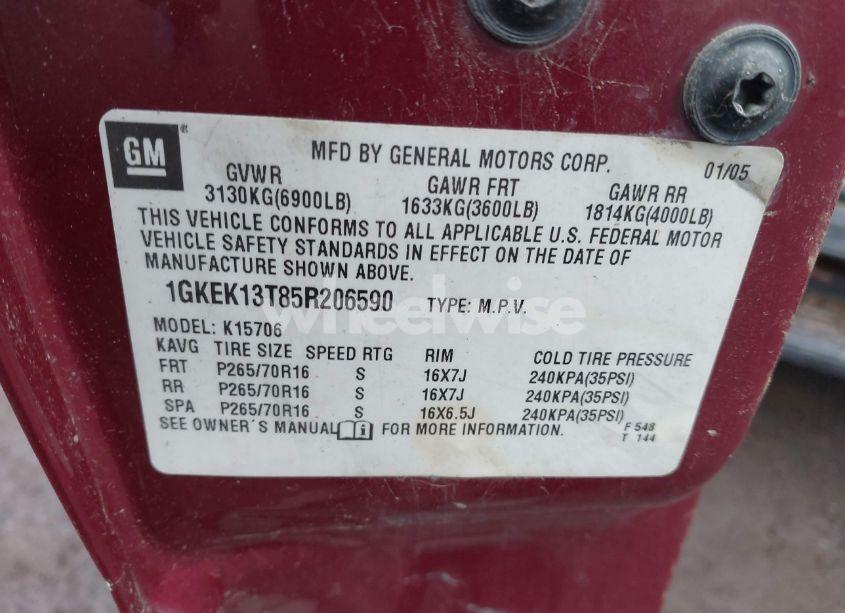 GM ®
MFD BY GENERAL MOTORS CORP. 01/05
GVWR GAWR FRT GAWR RR
3130KG(6900LB) 1633KG(3600LB) 1814KG(4000LB)
THIS VEHICLE CONFORMS TO ALL APPLICABLE U.S. FEDERAL MOTOR
VEHICLE SAFETY STANDARDS IN EFFECT ON THE DATE OF
MANUFACTURE SHOWN ABOVE.
1GKEK13T85R206590 TYPE: M.P.V.
wheelwise
MODEL: K15706
KAVG TIRE SIZE SPEED RTG RIM COLD TIRE PRESSURE
FRT P265/70R16 S 16X7J 240KPA(35PSI)
RR P265/70R16 S 16X7J 240KPA(35PSI)
SPA P265/70R16 S 16X6.5J 240KPA(35PSI)
SEE OWNER'S MANUAL i FOR MORE INFORMATION.
F 548
T 144